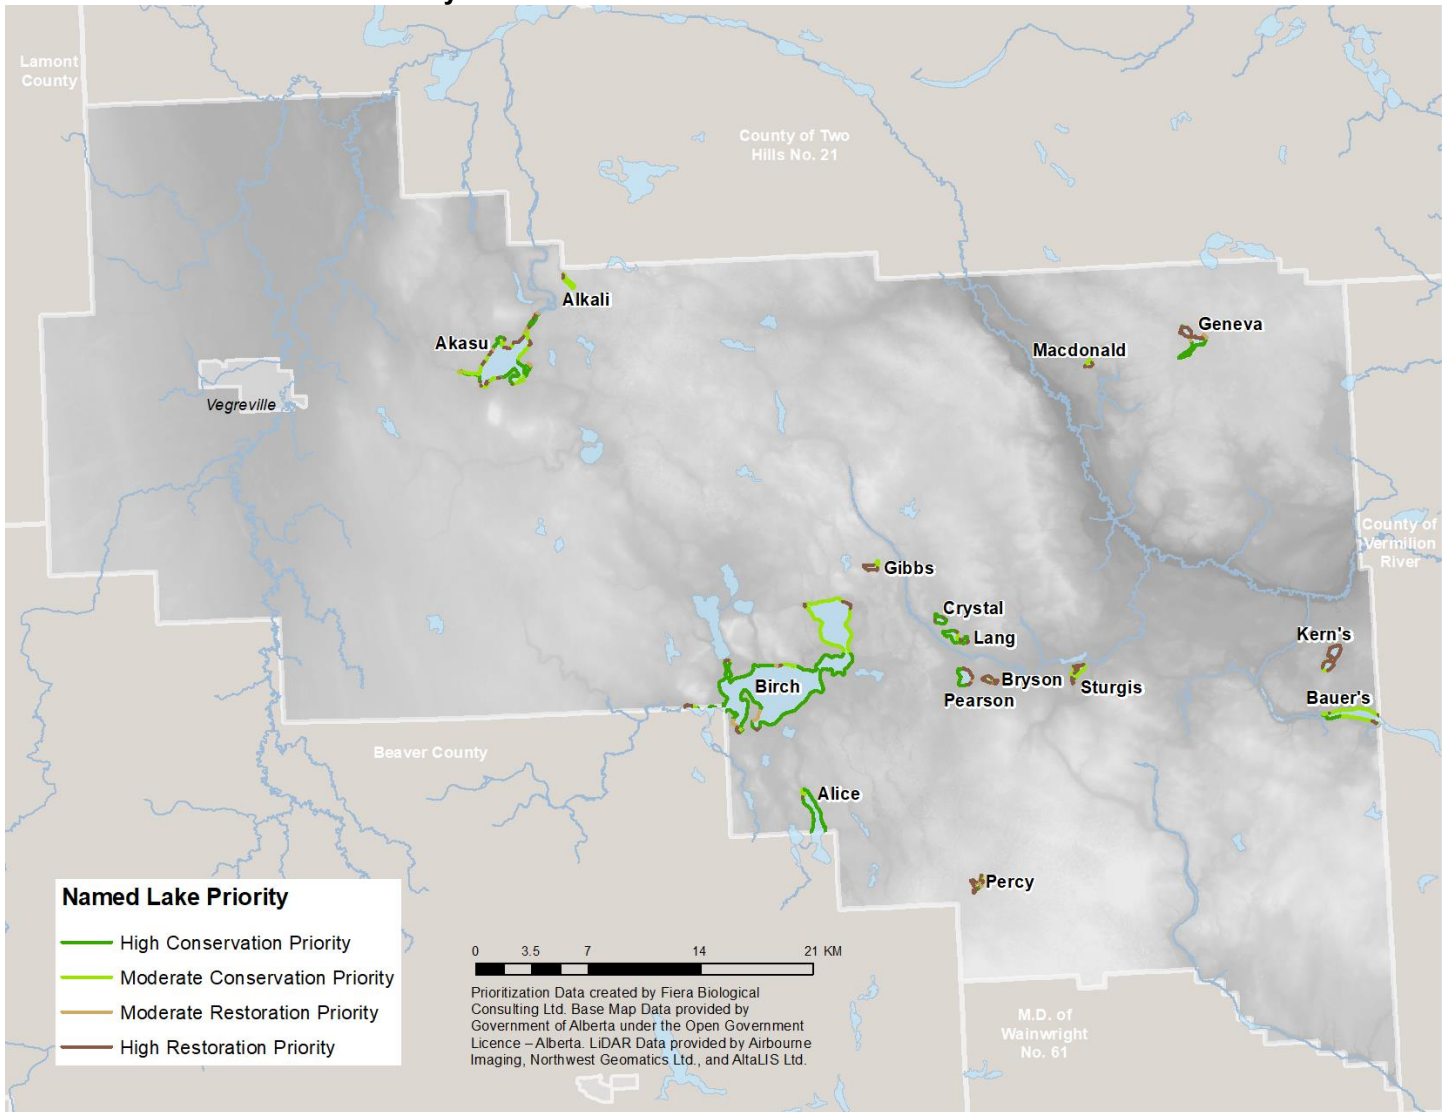 Lamont
County
County of Two
Hills No. 21
Alkali
Akasu
Geneva
Macdonald
Vegreville
County of
Vermilion
River
Gibbs
Crystal
Lang
Kern's
Birch
Bryson
Sturgis
Pearson
Bauer's
Beaver County
Alice
Percy
Named Lake Priority
High Conservation Priority
Moderate Conservation Priority
Moderate Restoration Priority
High Restoration Priority
0 3.5 7 14 21 KM
Prioritization Data created by Fiera Biological
Consulting Ltd. Base Map Data provided by
Government of Alberta under the Open Government
Licence – Alberta. LiDAR Data provided by Airbourne
Imaging, Northwest Geomatics Ltd., and AltaLIS Ltd.
M.D. of
Wainwright
No. 61